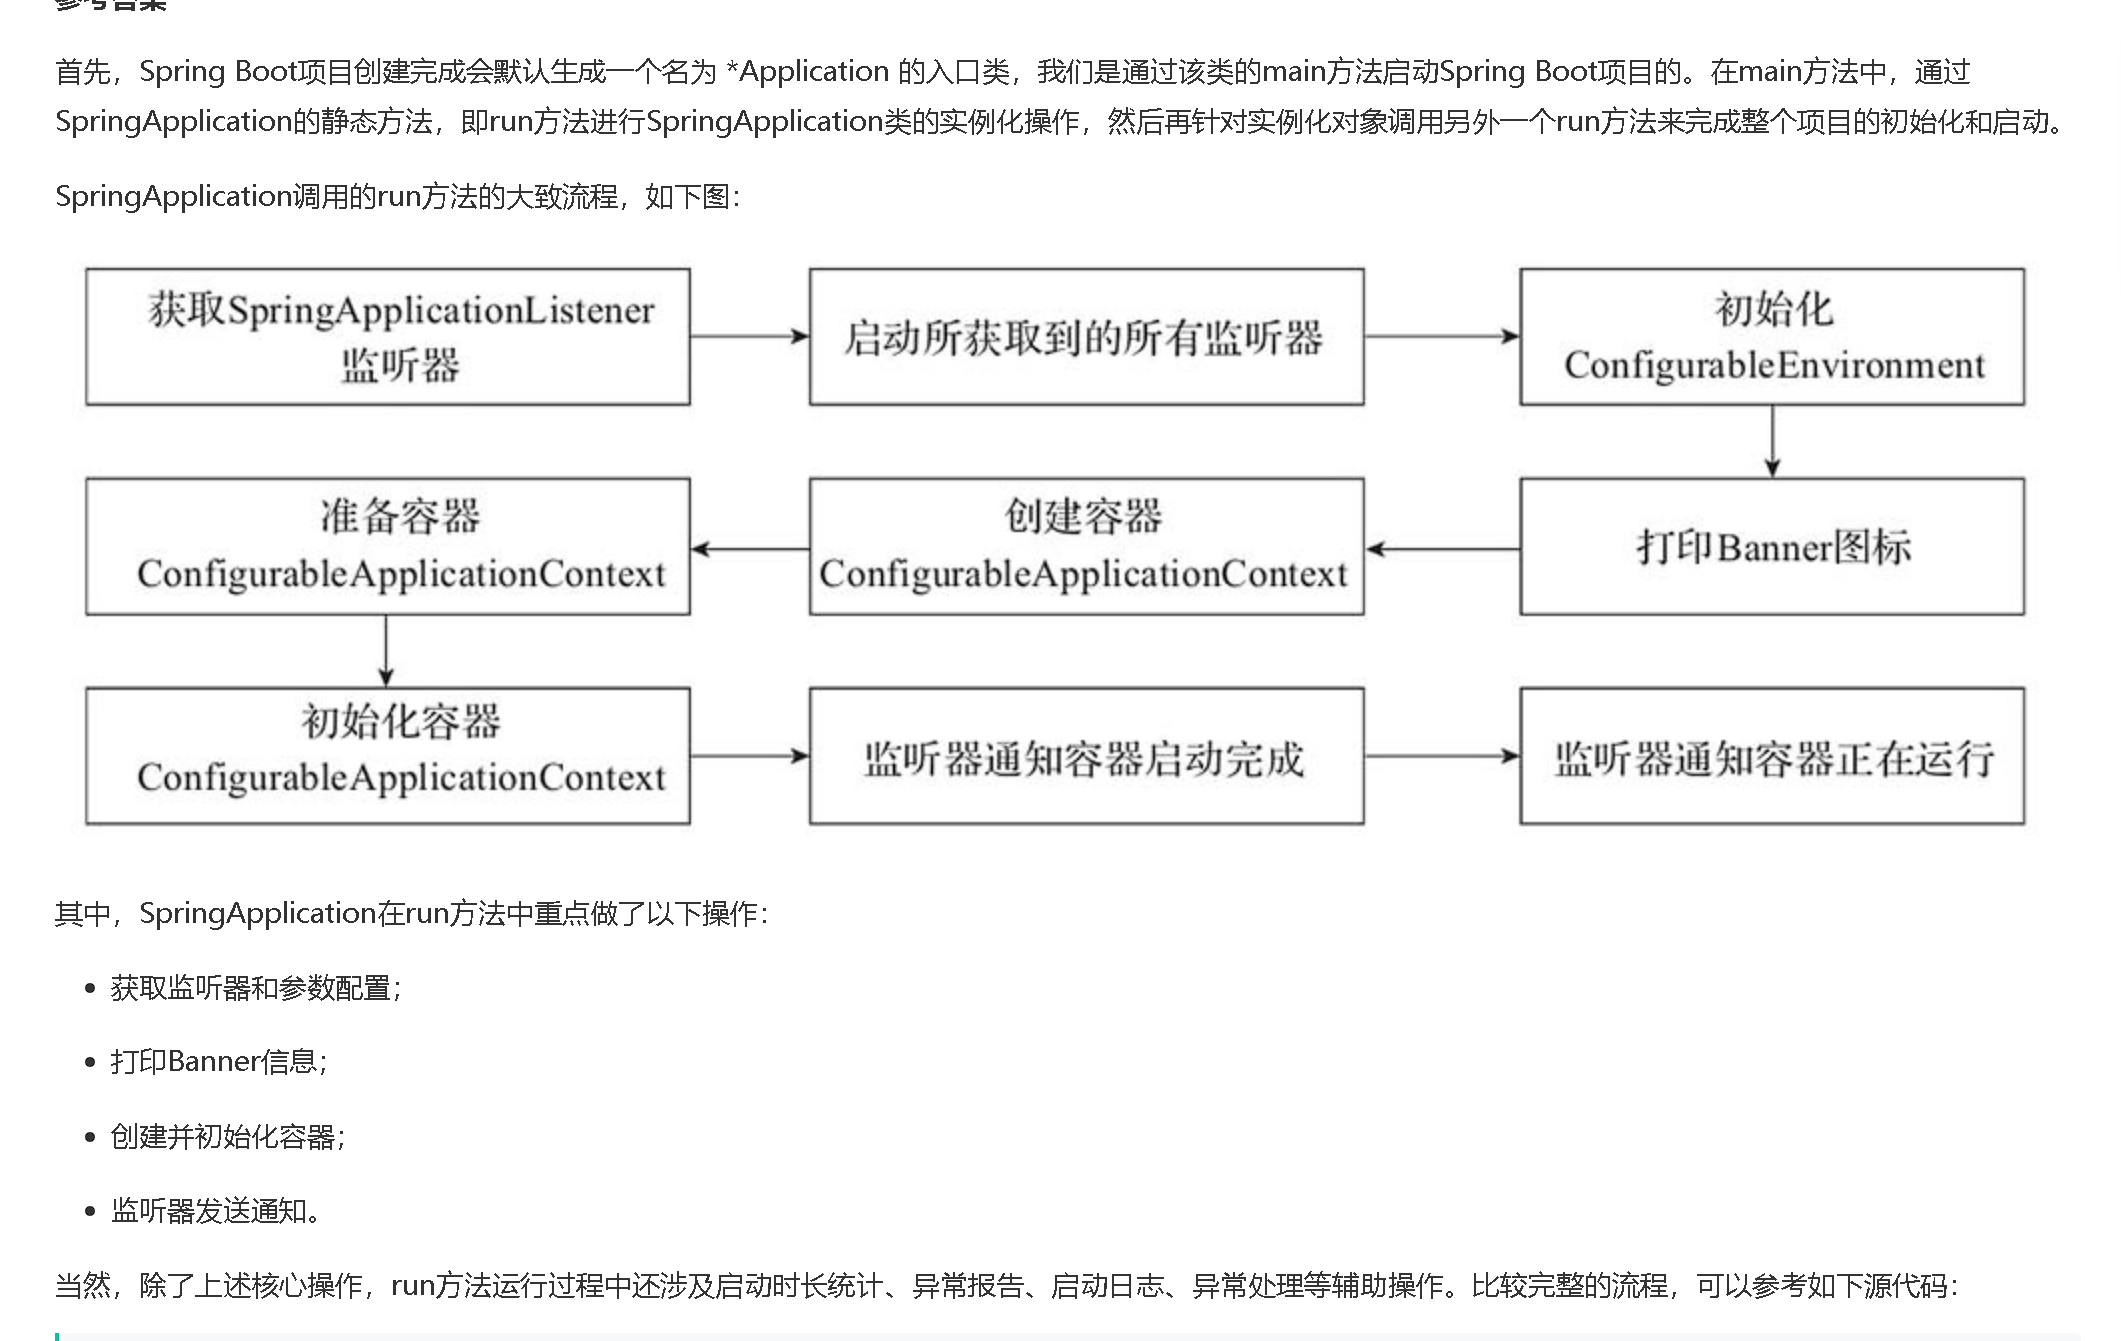 参考答案
首先，Spring Boot项目创建完成会默认生成一个名为 *Application 的入口类，我们是通过该类的main方法启动Spring Boot项目的。在main方法中，通过
SpringApplication的静态方法，即run方法进行SpringApplication类的实例化操作，然后再针对实例化对象调用另外一个run方法来完成整个项目的初始化和启动。
SpringApplication调用的run方法的大致流程，如下图：
获取SpringApplicationListener
监听器
启动所获取到的所有监听器
初始化
ConfigurableEnvironment
准备容器
ConfigurableApplicationContext
创建容器
ConfigurableApplicationContext
打印Banner图标
初始化容器
ConfigurableApplicationContext
监听器通知容器启动完成
监听器通知容器正在运行
其中，SpringApplication在run方法中重点做了以下操作：
• 获取监听器和参数配置；
• 打印Banner信息；
• 创建并初始化容器；
• 监听器发送通知。
当然，除了上述核心操作，run方法运行过程中还涉及启动时长统计、异常报告、启动日志、异常处理等辅助操作。比较完整的流程，可以参考如下源代码：